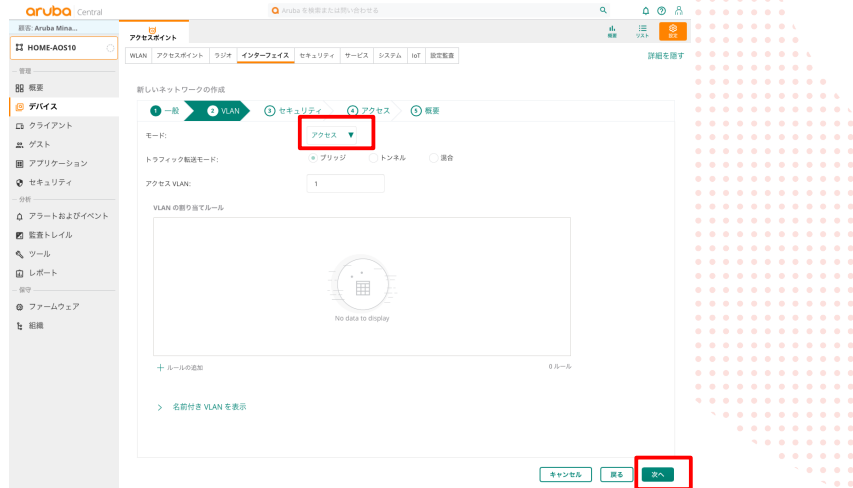 aruba Central
Aruba を検索または問い合わせる
顧客: Aruba Mina...
HOME-AOS10
アクセスポイント
概要
リスト
設定
WLAN アクセスポイント ラジオ インターフェイス セキュリティ サービス システム IoT 設定監査
詳細を隠す
管理
概要
デバイス
クライアント
ゲスト
アプリケーション
セキュリティ
分析
アラートおよびイベント
監査トレイル
ツール
レポート
保守
ファームウェア
組織
新しいネットワークの作成
1 一般 2 VLAN 3 セキュリティ 4 アクセス 5 概要
モード: アクセス ▼
トラフィック転送モード: ブリッジ トンネル 混合
アクセス VLAN: 1
VLAN の割り当てルール
No data to display
+ ルールの追加 0 ルール
> 名前付き VLAN を表示
キャンセル 戻る 次へ